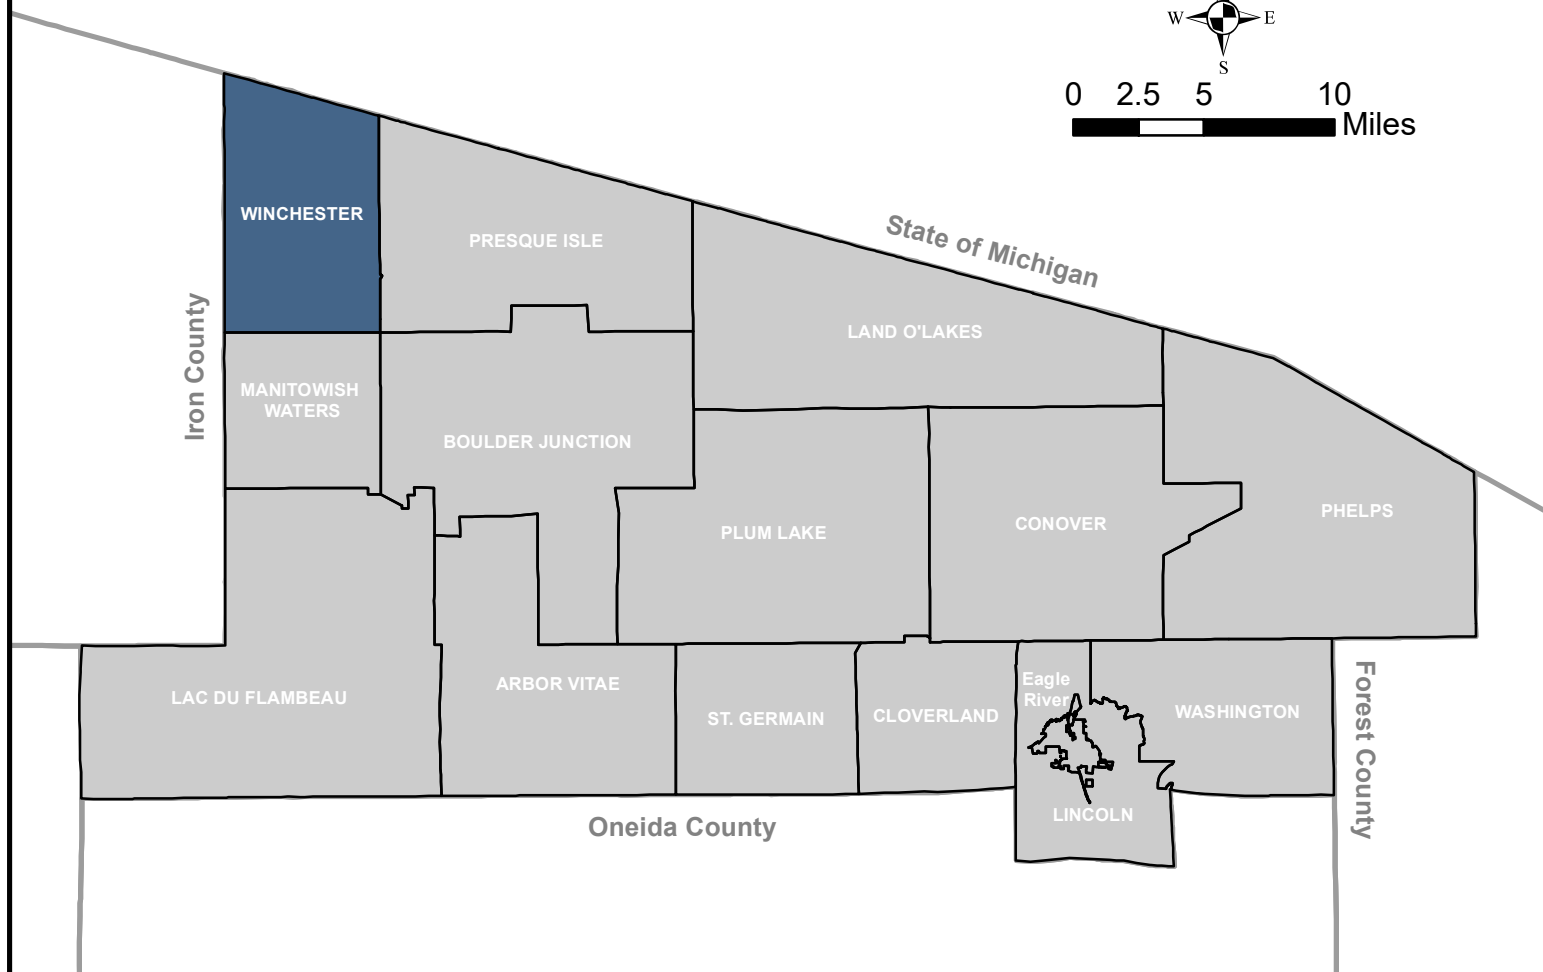 W E
S
0 2.5 5 10
Miles
WINCHESTER
PRESQUE ISLE
State of Michigan
LAND O'LAKES
Iron County
MANITOWISH
WATERS
BOULDER JUNCTION
PLUM LAKE
CONOVER
PHELPS
LAC DU FLAMBEAU
ARBOR VITAE
ST. GERMAIN
CLOVERLAND
Eagle
River
WASHINGTON
Forest County
LINCOLN
Oneida County